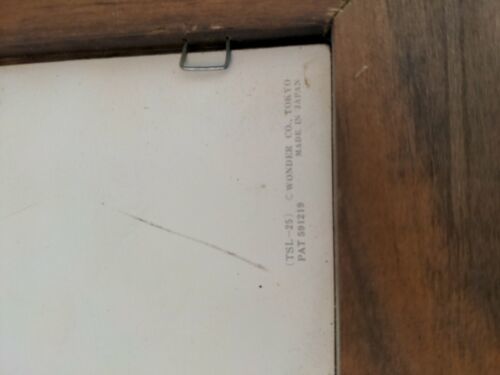 (TSL-25) C WONDER CO., TOKYO
PAT 591219 MADE IN JAPAN